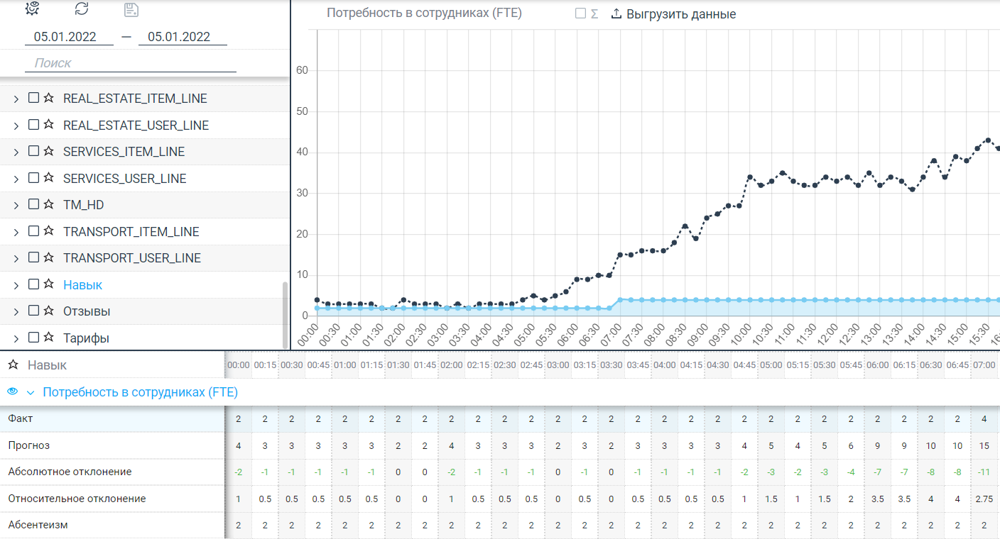 Потребность в сотрудниках (FTE) Σ Выгрузить данные
05.01.2022 — 05.01.2022
Поиск
REAL_ESTATE_ITEM_LINE
REAL_ESTATE_USER_LINE
SERVICES_ITEM_LINE
SERVICES_USER_LINE
TM_HD
TRANSPORT_ITEM_LINE
TRANSPORT_USER_LINE
Навык
Отзывы
Тарифы
60
50
40
30
20
10
0
00:00 00:30 01:00 01:30 02:00 02:30 03:00 03:30 04:00 04:30 05:00 05:30 06:00 06:30 07:00 07:30 08:00 08:30 09:00 09:30 10:00 10:30 11:00 11:30 12:00 12:30 13:00 13:30 14:00 14:30 15:00 15:30
Навык 00:00 00:15 00:30 00:45 01:00 01:15 01:30 01:45 02:00 02:15 02:30 02:45 03:00 03:15 03:30 03:45 04:00 04:15 04:30 04:45 05:00 05:15 05:30 05:45 06:00 06:15 06:30 06:45 07:00
Потребность в сотрудниках (FTE)
Факт 2 2 2 2 2 2 2 2 2 2 2 2 2 2 2 2 2 2 2 2 2 2 2 2 2 2 2 2 4
Прогноз 4 3 3 3 3 3 2 2 4 3 3 3 2 3 2 3 3 3 3 4 5 4 5 6 9 9 10 10 15
Абсолютное отклонение -2 -1 -1 -1 -1 -1 0 0 -2 -1 -1 -1 0 -1 0 -1 -1 -1 -1 -2 -3 -2 -3 -4 -7 -7 -8 -8 -11
Относительное отклонение 1 0.5 0.5 0.5 0.5 0.5 0 0 1 0.5 0.5 0.5 0 0.5 0 0.5 0.5 0.5 0.5 1 1.5 1 1.5 2 3.5 3.5 4 4 2.75
Абсентеизм 2 2 2 2 2 2 2 2 2 2 2 2 2 2 2 2 2 2 2 2 2 2 2 2 2 2 2 2 2